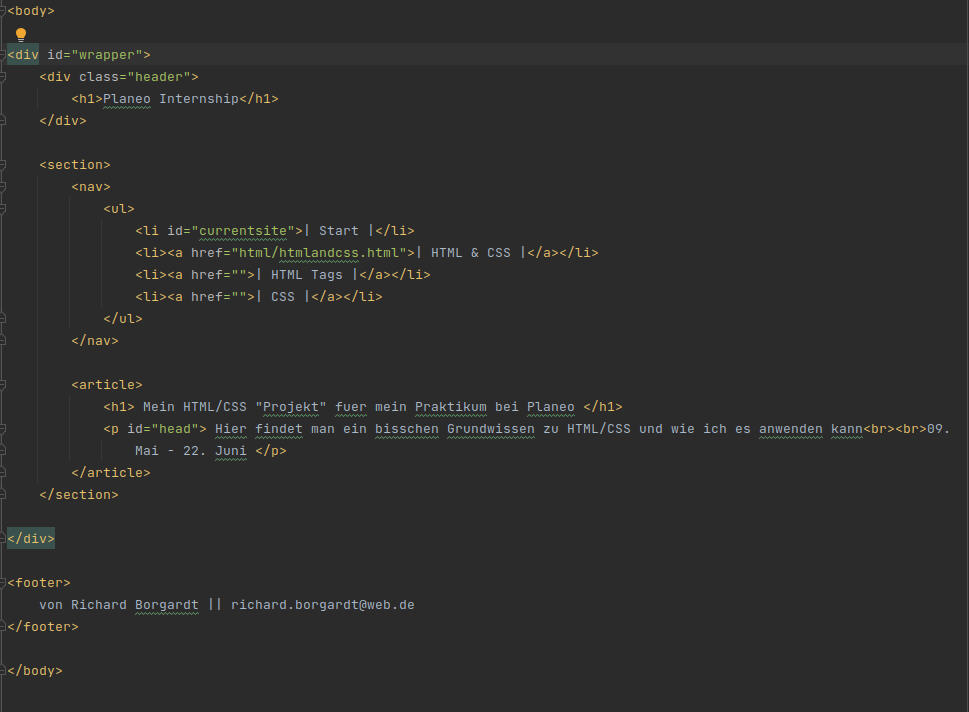 <body>
<div id="wrapper">
<div class="header">
<h1>Planeo Internship</h1>
</div>
<section>
<nav>
<ul>
<li id="currentsite">| Start |</li>
<li><a href="html/htmlandcss.html">| HTML & CSS |</a></li>
<li><a href="">| HTML Tags |</a></li>
<li><a href="">| CSS |</a></li>
</ul>
</nav>
<article>
<h1> Mein HTML/CSS "Projekt" fuer mein Praktikum bei Planeo </h1>
<p id="head"> Hier findet man ein bisschen Grundwissen zu HTML/CSS und wie ich es anwenden kann<br><br>09.
Mai - 22. Juni </p>
</article>
</section>
</div>
<footer>
von Richard Borgardt || richard.borgardt@web.de
</footer>
</body>